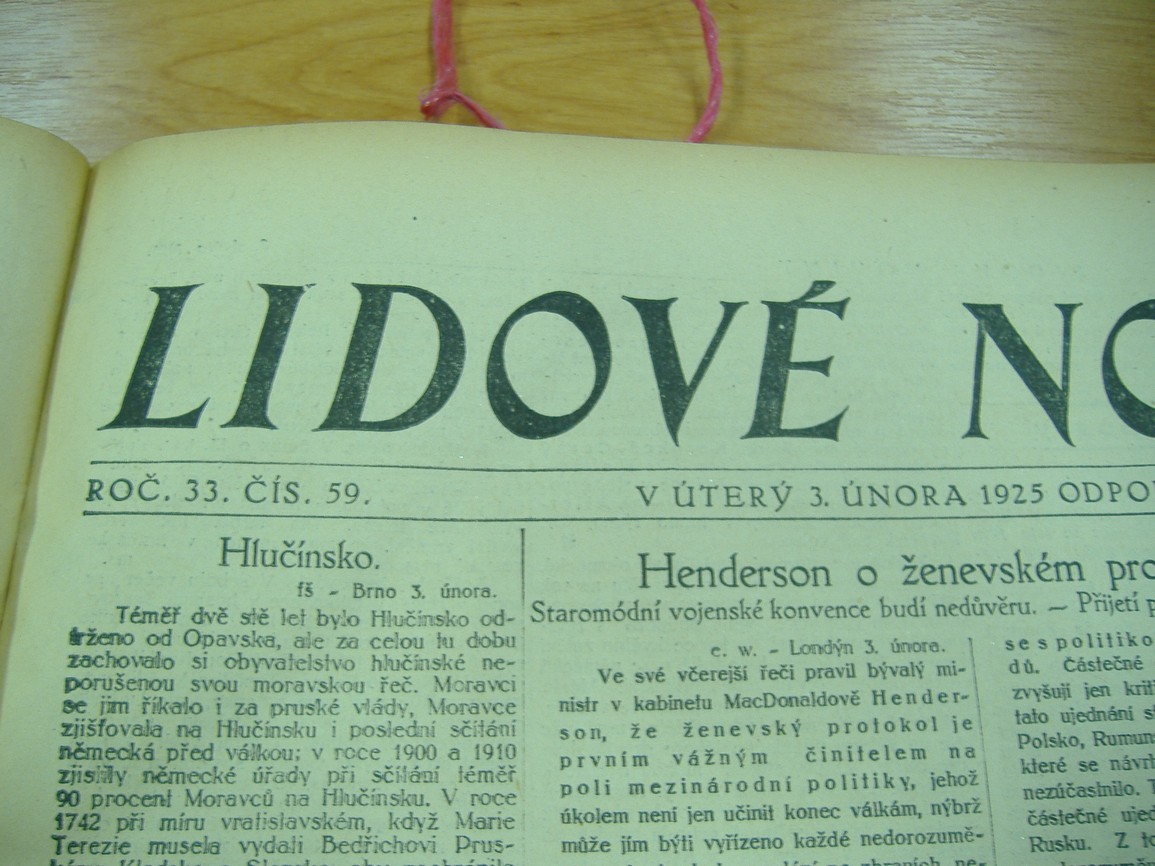 LIDOVÉ NO
ROČ. 33. ČÍS. 59.
V ÚTERÝ 3. ÚNORA 1925 ODPO
Hlučínsko.
fš - Brno 3. února.
Téměř dvě stě let bylo Hlučínsko od-
trženo od Opavska, ale za celou tu dobu
zachovalo si obyvatelstvo hlučínské ne-
porušenou svou moravskou řeč. Moravci
se jim říkalo i za pruské vlády, Moravce
zjišťovala na Hlučínsku i poslední sčítání
německá před válkou; v roce 1900 a 1910
zjistily německé úřady při sčítání téměř
90 procent Moravců na Hlučínsku. V roce
1742 při míru vratislavském, když Marie
Terezie musela vydati Bedřichovi Prus-
Henderson o ženevském pro
Staromódní vojenské konvence budí nedůvěru. — Přijetí p
e. w. - Londýn 3. února.
Ve své včerejší řeči pravil bývalý mi-
nistr v kabinetu MacDonaldově Hender-
son, že ženevský protokol je
prvním vážným činitelem na
poli mezinárodní politiky, jehož
úkolem není jen učinit konec válkám, nýbrž
může jím býti vyřízeno každé nedorozumě-
se s politiko
dů. Částečné
zvyšují jen krit
tato ujednání s
Polsko, Rumun
které se návrh
nezúčastnilo. T
částečné ujed
Rusku. Z to